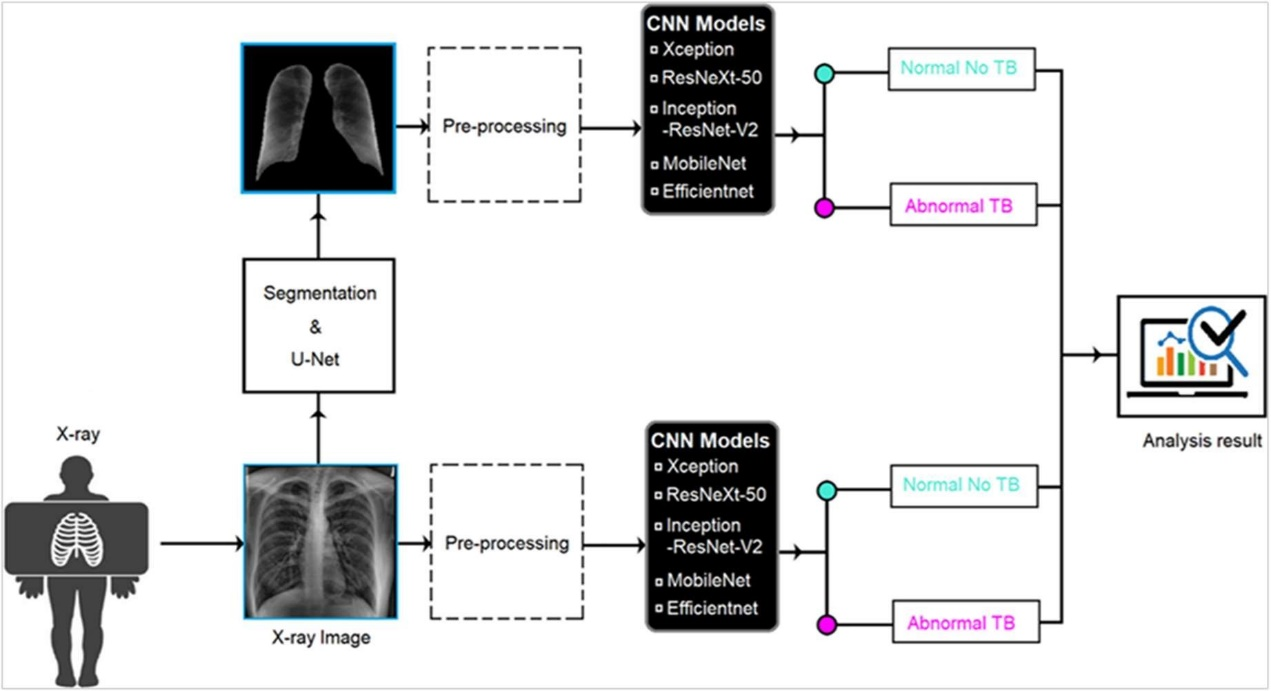 CNN Models
Xception
ResNeXt-50
Inception
-ResNet-V2
MobileNet
Efficientnet
Pre-processing
Normal No TB
Abnormal TB
Segmentation
&
U-Net
Analysis result
X-ray
X-ray Image
Pre-processing
CNN Models
Xception
ResNeXt-50
Inception
-ResNet-V2
MobileNet
Efficientnet
Normal No TB
Abnormal TB